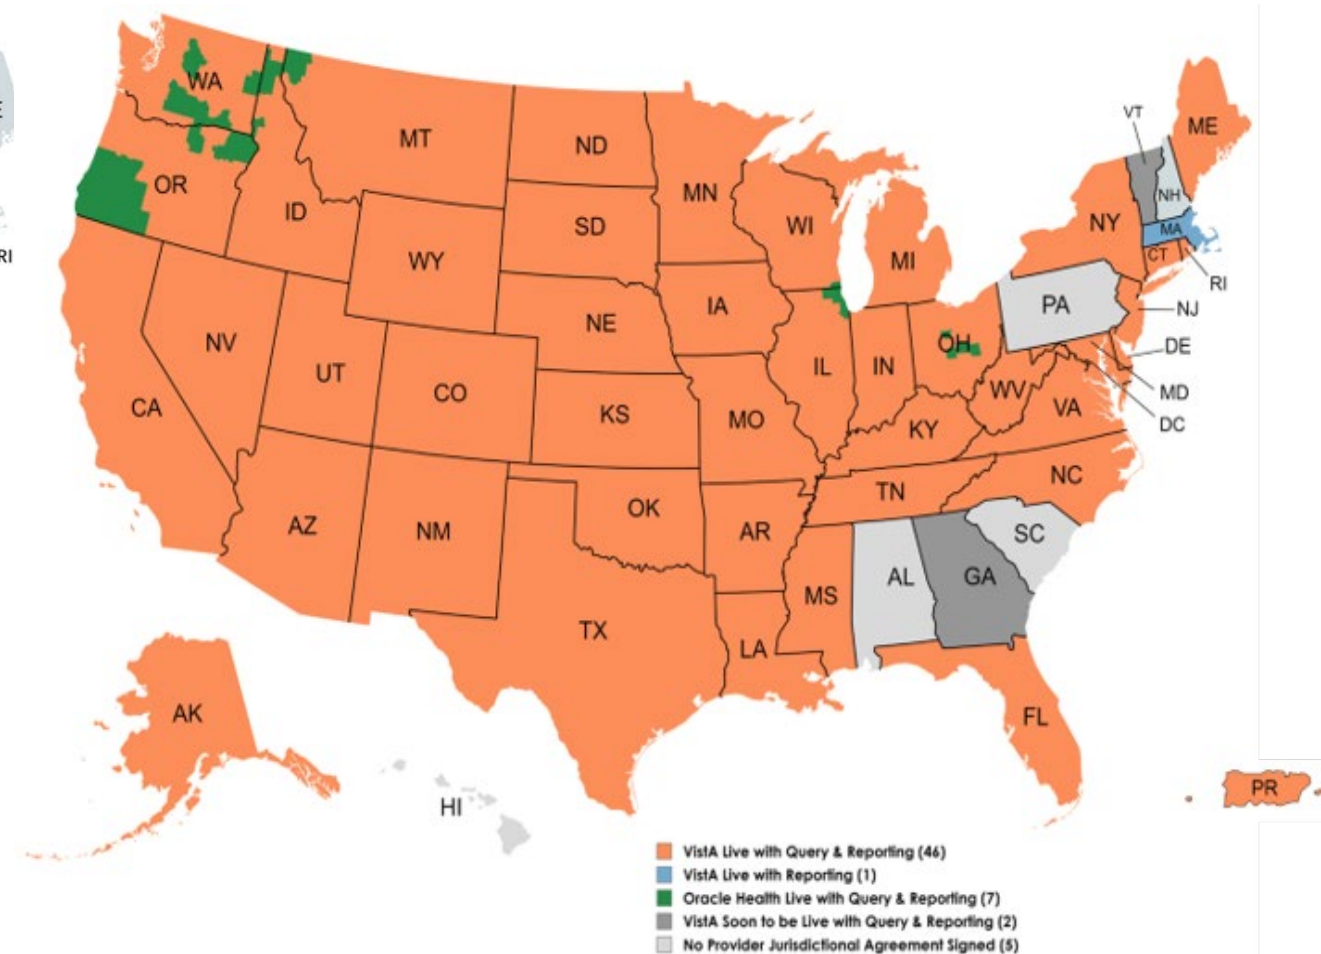 VT
WA
ME
MT
ND
MN
OR
NH
ID
WI
NY
SD
MA
CT
WY
MI
RI
RI
IA
PA
NJ
NE
NV
OH
DE
UT
IL
IN
CO
WV
MD
CA
KS
MO
VA
DC
KY
NC
TN
OK
AZ
NM
AR
SC
AL
GA
MS
TX
LA
AK
FL
PR
HI
VistA Live with Query & Reporting (46)
VistA Live with Reporting (1)
Oracle Health Live with Query & Reporting (7)
VistA Soon to be Live with Query & Reporting (2)
No Provider Jurisdictional Agreement Signed (5)